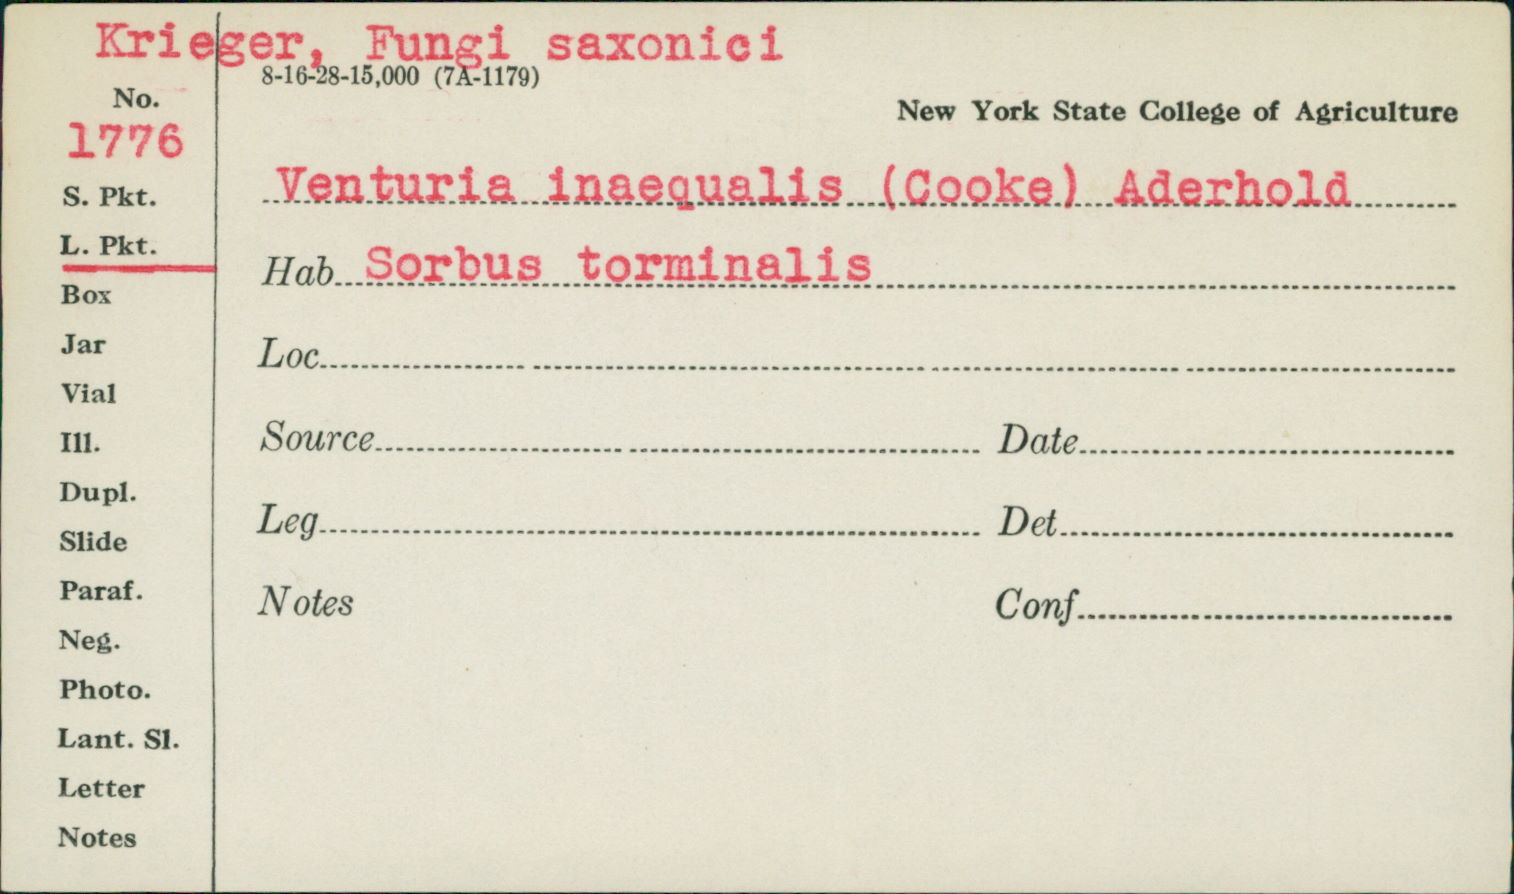 Krieger, Fungi saxonici
8-16-28-15,000 (7A-1179)
No.
New York State College of Agriculture
1776
S. Pkt.
Venturia inaequalis (Cooke) Aderhold
L. Pkt.
Hab. Sorbus torminalis
Box
Jar
Loc.
Vial
Ill.
Source
Date
Dupl.
Leg
Det
Slide
Paraf.
Notes
Conf
Neg.
Photo.
Lant. Sl.
Letter
Notes